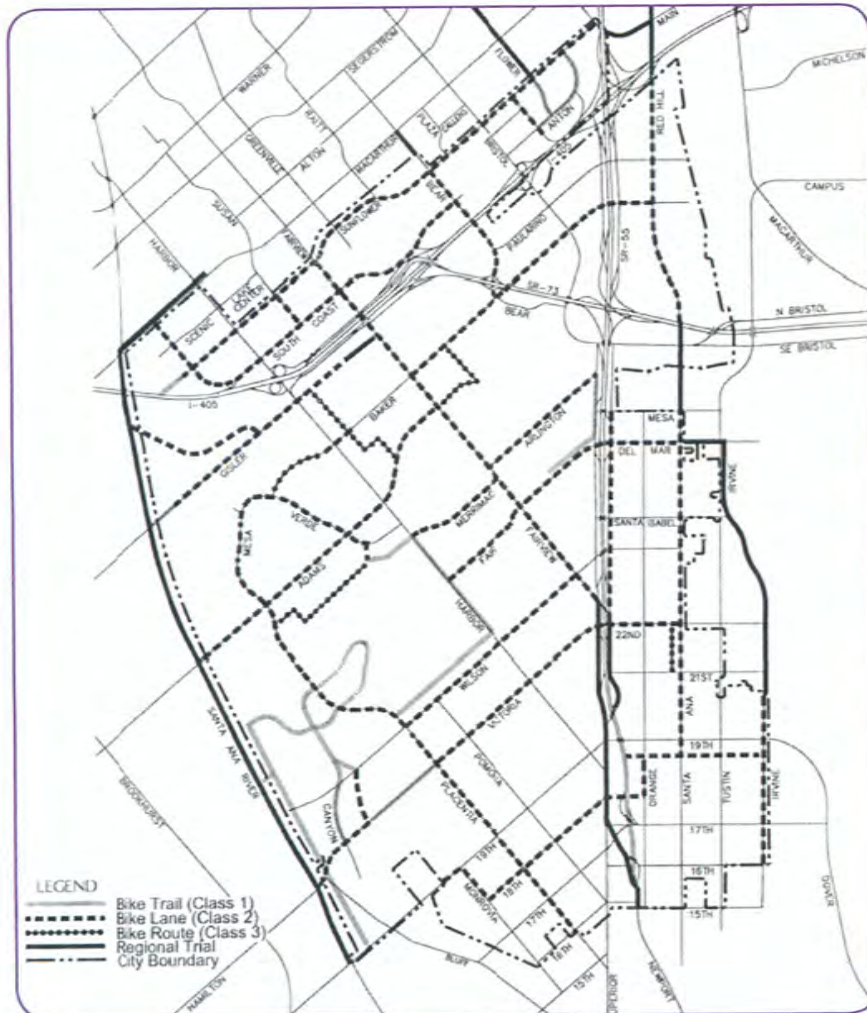 MAIN
MICHELSON
SEGERSTROM
FLOWER
WARNER
RAITT
GREENVILLE
ALTON
MACARTHUR
PLAZA
BRISTOL
ANTON
I-405
RED HILL
CAMPUS
SUSAN
FAIRVIEW
SUNFLOWER
BEAR
PAULARINO
SR-55
MACARTHUR
HARBOR
LAKE CENTER
SCENIC
SOUTH COAST
SR-73
BEAR
N BRISTOL
SE BRISTOL
I-405
BAKER
GISLER
ARLINGTON
MESA
DEL MAR
IRVINE
VERDE
MESA
MERRIMAC
SANTA ISABEL
ADAMS
FAIR
FAIRVIEW
HARBOR
22ND
WILSON
21ST
VICTORIA
ANA
19TH
SANTA ANA RIVER
POMONA
BROOKHURST
PLACENTIA
CANYON
ORANGE
SANTA
TUSTIN
IRVINE
19TH
17TH
16TH
18TH
MONROVIA
17TH
16TH
15TH
15TH
DOVER
BLUFF
HAMILTON
NEWPORT
LEGEND
Bike Trail (Class 1)
Bike Lane (Class 2)
Bike Route (Class 3)
Regional Trial
City Boundary